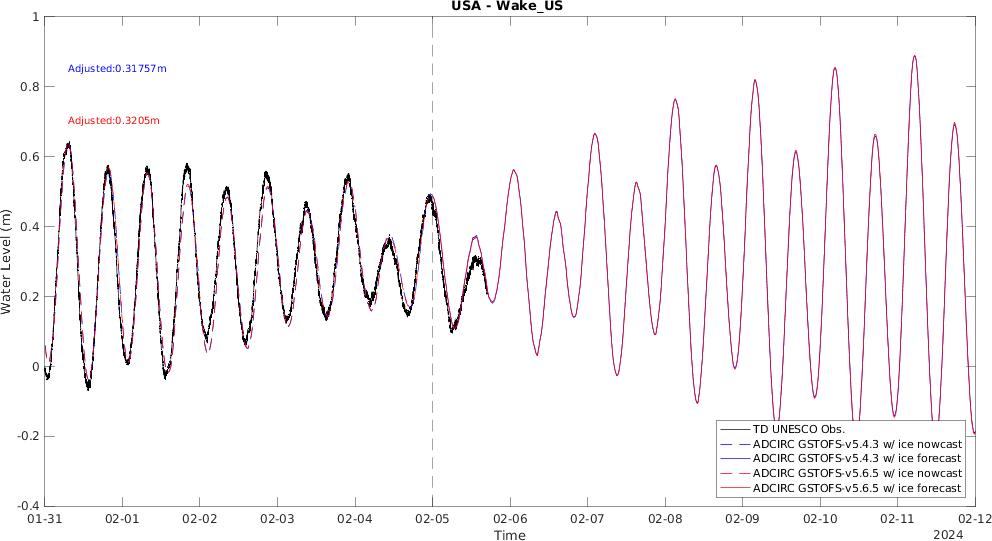 USA - Wake_US
1
Adjusted:0.31757m
0.8
Adjusted:0.3205m
0.6
0.4
Water Level (m)
0.2
0
-0.2
TD UNESCO Obs.
ADCIRC GSTOFS-v5.4.3 w/ ice nowcast
ADCIRC GSTOFS-v5.4.3 w/ ice forecast
ADCIRC GSTOFS-v5.6.5 w/ ice nowcast
ADCIRC GSTOFS-v5.6.5 w/ ice forecast
-0.4
01-31 02-01 02-02 02-03 02-04 02-05 02-06 02-07 02-08 02-09 02-10 02-11 02-12
Time
2024